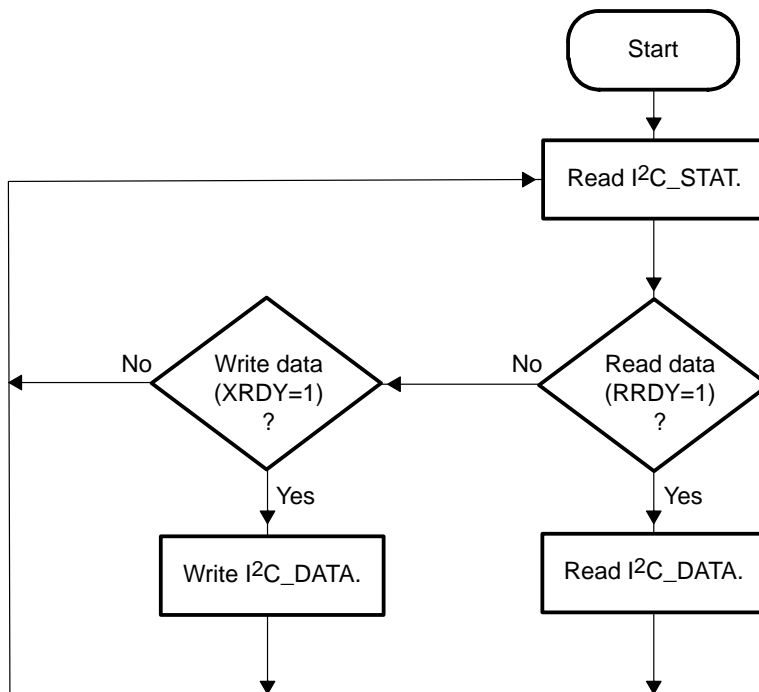 Start
Read I²C_STAT.
No
Write data
(XRDY=1)
?
No
Read data
(RRDY=1)
?
Yes
Yes
Write I²C_DATA.
Read I²C_DATA.